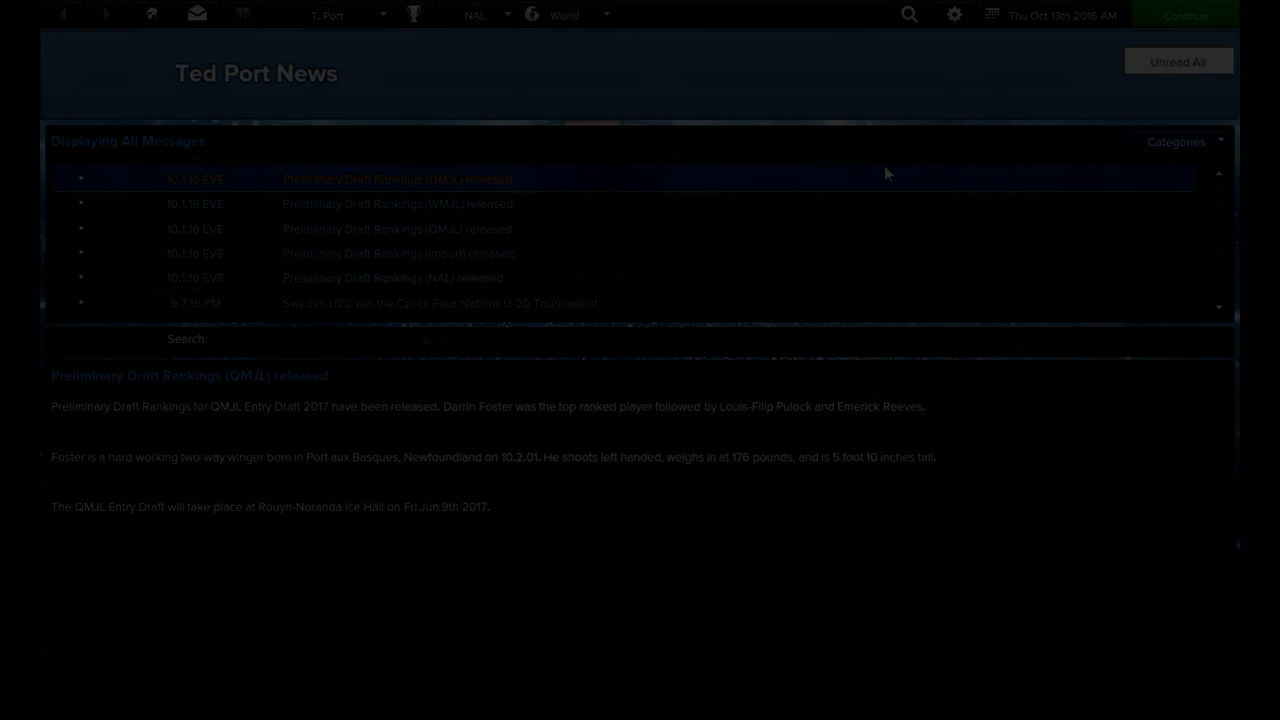 T. Port
NAL
World
Thu Oct 13th 2016 AM
Continue
Ted Port News
Unread All
Displaying All Messages
Categories
10.1.16 EVE Preliminary Draft Rankings (QMJL) released
10.1.16 EVE Preliminary Draft Rankings (WMJL) released
10.1.16 EVE Preliminary Draft Rankings (OMJL) released
10.1.16 EVE Preliminary Draft Rankings (Import) released
10.1.16 EVE Preliminary Draft Rankings (NAL) released
9.7.16 PM Sweden U20 win the Czech Four Nations U-20 Tournament
Search:
Preliminary Draft Rankings (QMJL) released
Preliminary Draft Rankings for QMJL Entry Draft 2017 have been released. Darrin Foster was the top ranked player followed by Louis-Filip Pulock and Emerick Reeves.
Foster is a hard working two-way winger born in Port aux Basques, Newfoundland on 10.2.01. He shoots left handed, weighs in at 176 pounds, and is 5 foot 10 inches tall.
The QMJL Entry Draft will take place at Rouyn-Noranda Ice Hall on Fri Jun 9th 2017.